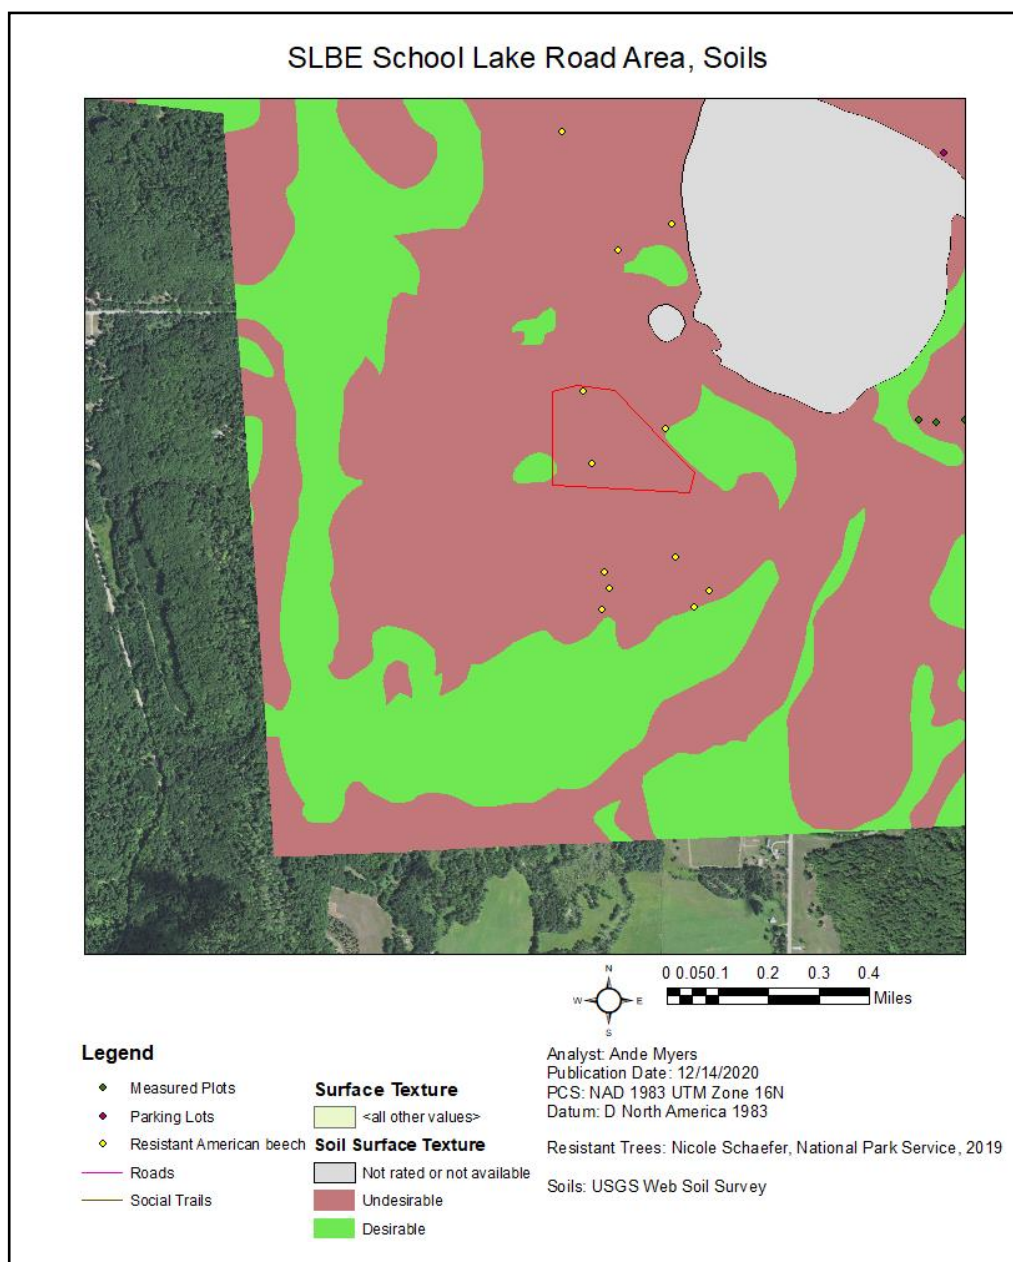 SLBE School Lake Road Area, Soils
N
W E
S
0 0.050.1 0.2 0.3 0.4
Miles
Legend
Measured Plots
Parking Lots
Resistant American beech
Roads
Social Trails
Surface Texture
<all other values>
Soil Surface Texture
Not rated or not available
Undesirable
Desirable
Analyst: Ande Myers
Publication Date: 12/14/2020
PCS: NAD 1983 UTM Zone 16N
Datum: D North America 1983
Resistant Trees: Nicole Schaefer, National Park Service, 2019
Soils: USGS Web Soil Survey